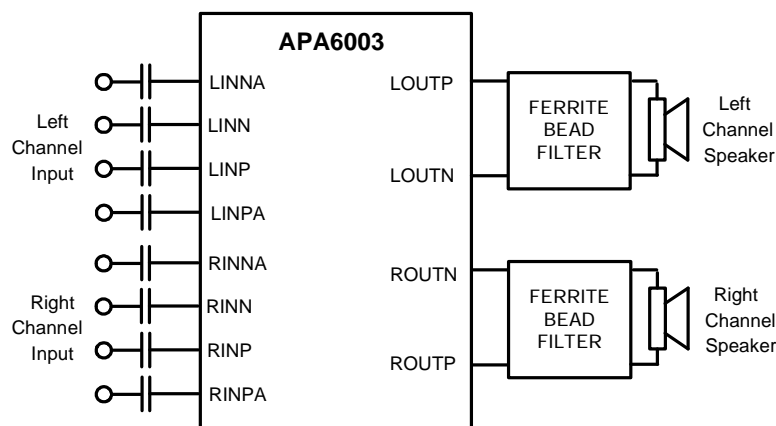 APA6003
LINNA
LINN
LINP
LINPA
RINNA
RINN
RINP
RINPA
Left
Channel
Input
Right
Channel
Input
LOUTP
LOUTN
ROUTN
ROUTP
FERRITE
BEAD
FILTER
Left
Channel
Speaker
FERRITE
BEAD
FILTER
Right
Channel
Speaker